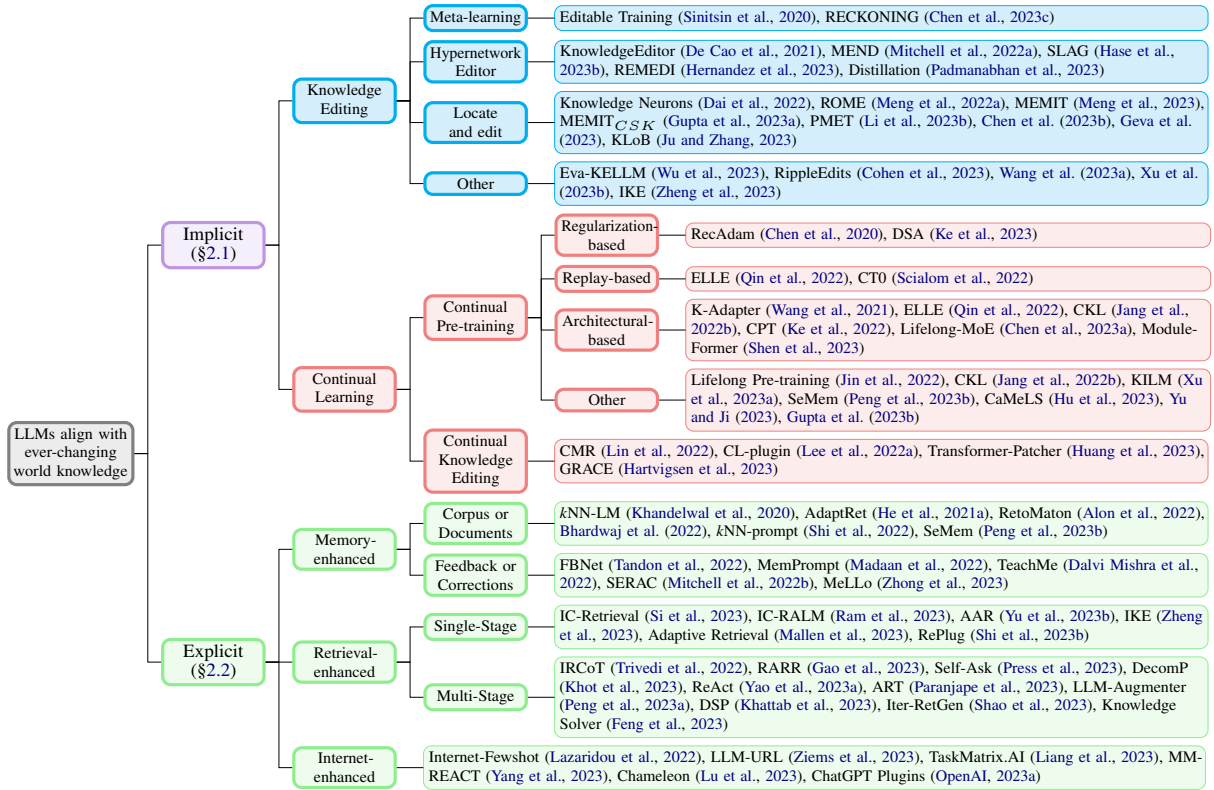 Meta-learning
Editable Training (Sinitsin et al., 2020), RECKONING (Chen et al., 2023c)
Hypernetwork
Editor
KnowledgeEditor (De Cao et al., 2021), MEND (Mitchell et al., 2022a), SLAG (Hase et al.,
2023b), REMEDI (Hernandez et al., 2023), Distillation (Padmanabhan et al., 2023)
Knowledge
Editing
Locate
and edit
Knowledge Neurons (Dai et al., 2022), ROME (Meng et al., 2022a), MEMIT (Meng et al., 2023),
MEMIT_CSK (Gupta et al., 2023a), PMET (Li et al., 2023b), Chen et al. (2023b), Geva et al.
(2023), KLoB (Ju and Zhang, 2023)
Other
Eva-KELLM (Wu et al., 2023), RippleEdits (Cohen et al., 2023), Wang et al. (2023a), Xu et al.
(2023b), IKE (Zheng et al., 2023)
Implicit
(§2.1)
Regularization-
based
RecAdam (Chen et al., 2020), DSA (Ke et al., 2023)
Replay-based
ELLE (Qin et al., 2022), CT0 (Scialom et al., 2022)
Continual
Pre-training
Architectural-
based
K-Adapter (Wang et al., 2021), ELLE (Qin et al., 2022), CKL (Jang et al.,
2022b), CPT (Ke et al., 2022), Lifelong-MoE (Chen et al., 2023a), Module-
Former (Shen et al., 2023)
Continual
Learning
Other
Lifelong Pre-training (Jin et al., 2022), CKL (Jang et al., 2022b), KILM (Xu
et al., 2023a), SeMem (Peng et al., 2023b), CaMeLS (Hu et al., 2023), Yu
and Ji (2023), Gupta et al. (2023b)
LLMs align with
ever-changing
world knowledge
Continual
Knowledge
Editing
CMR (Lin et al., 2022), CL-plugin (Lee et al., 2022a), Transformer-Patcher (Huang et al., 2023),
GRACE (Hartvigsen et al., 2023)
Corpus or
Documents
kNN-LM (Khandelwal et al., 2020), AdaptRet (He et al., 2021a), RetoMaton (Alon et al., 2022),
Bhardwaj et al. (2022), kNN-prompt (Shi et al., 2022), SeMem (Peng et al., 2023b)
Memory-
enhanced
Feedback or
Corrections
FBNet (Tandon et al., 2022), MemPrompt (Madaan et al., 2022), TeachMe (Dalvi Mishra et al.,
2022), SERAC (Mitchell et al., 2022b), MeLLo (Zhong et al., 2023)
Single-Stage
IC-Retrieval (Si et al., 2023), IC-RALM (Ram et al., 2023), AAR (Yu et al., 2023b), IKE (Zheng
et al., 2023), Adaptive Retrieval (Mallen et al., 2023), RePlug (Shi et al., 2023b)
Explicit
(§2.2)
Retrieval-
enhanced
Multi-Stage
IRCoT (Trivedi et al., 2022), RARR (Gao et al., 2023), Self-Ask (Press et al., 2023), DecomP
(Khot et al., 2023), ReAct (Yao et al., 2023a), ART (Paranjape et al., 2023), LLM-Augmenter
(Peng et al., 2023a), DSP (Khattab et al., 2023), Iter-RetGen (Shao et al., 2023), Knowledge
Solver (Feng et al., 2023)
Internet-
enhanced
Internet-Fewshot (Lazaridou et al., 2022), LLM-URL (Ziems et al., 2023), TaskMatrix.AI (Liang et al., 2023), MM-
REACT (Yang et al., 2023), Chameleon (Lu et al., 2023), ChatGPT Plugins (OpenAI, 2023a)